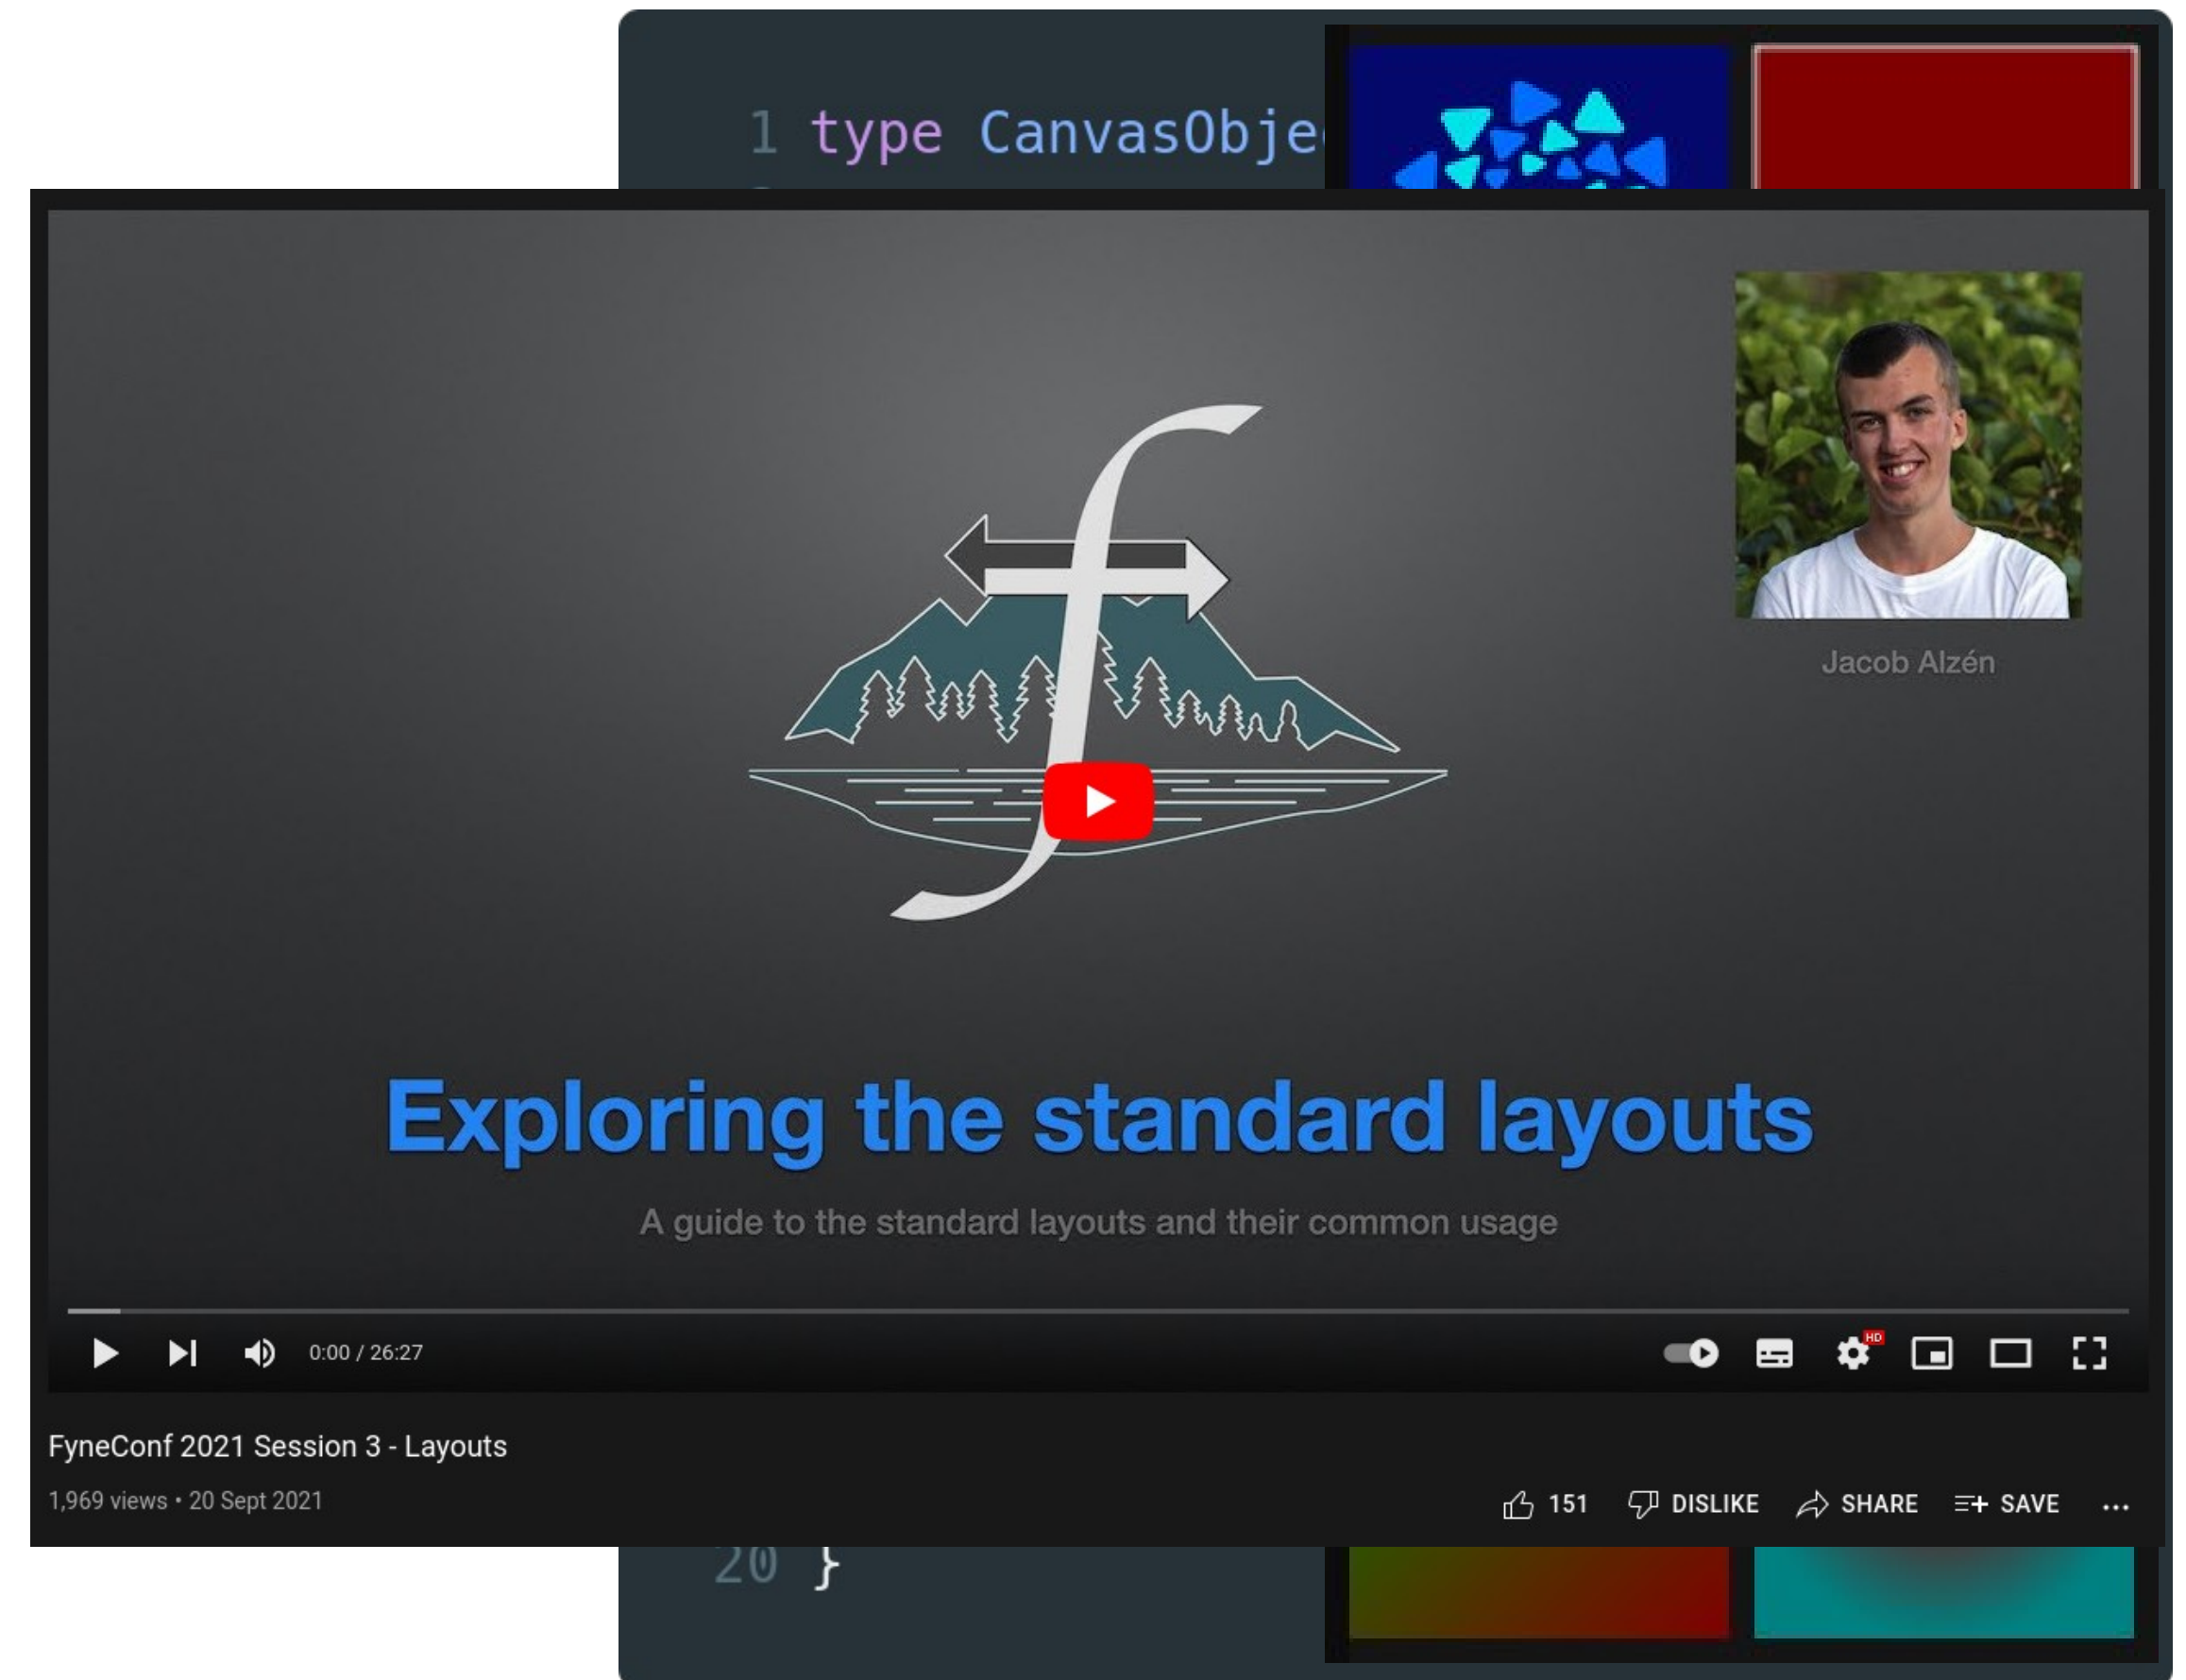 1 type CanvasObje
Jacob Alzén
Exploring the standard layouts
A guide to the standard layouts and their common usage
0:00 / 26:27
HD
FyneConf 2021 Session 3 - Layouts
1,969 views • 20 Sept 2021
151 DISLIKE SHARE SAVE ...
20 }